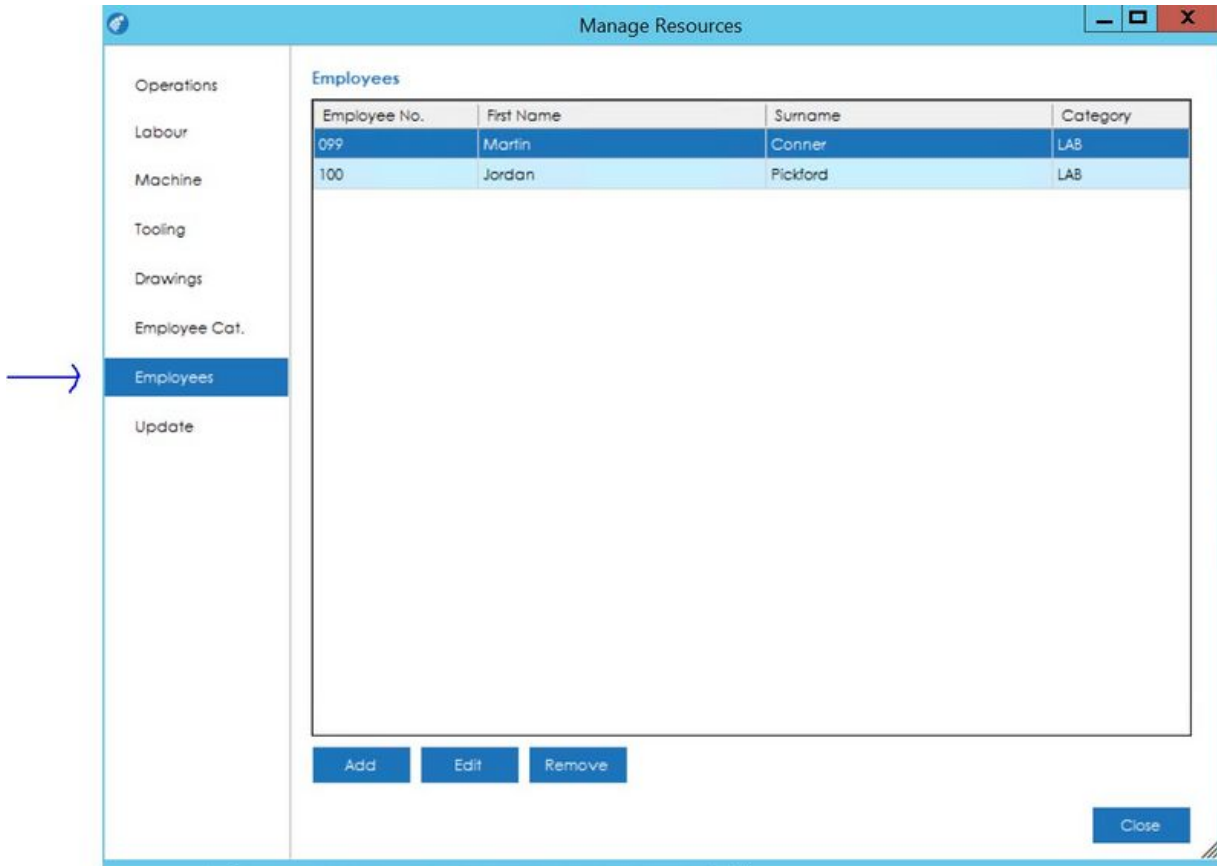 Manage Resources
Operations
Labour
Machine
Tooling
Drawings
Employee Cat.
Employees
Update
Employees
Employee No. First Name Surname Category
099 Martin Conner LAB
100 Jordan Pickford LAB
Add Edit Remove
Close